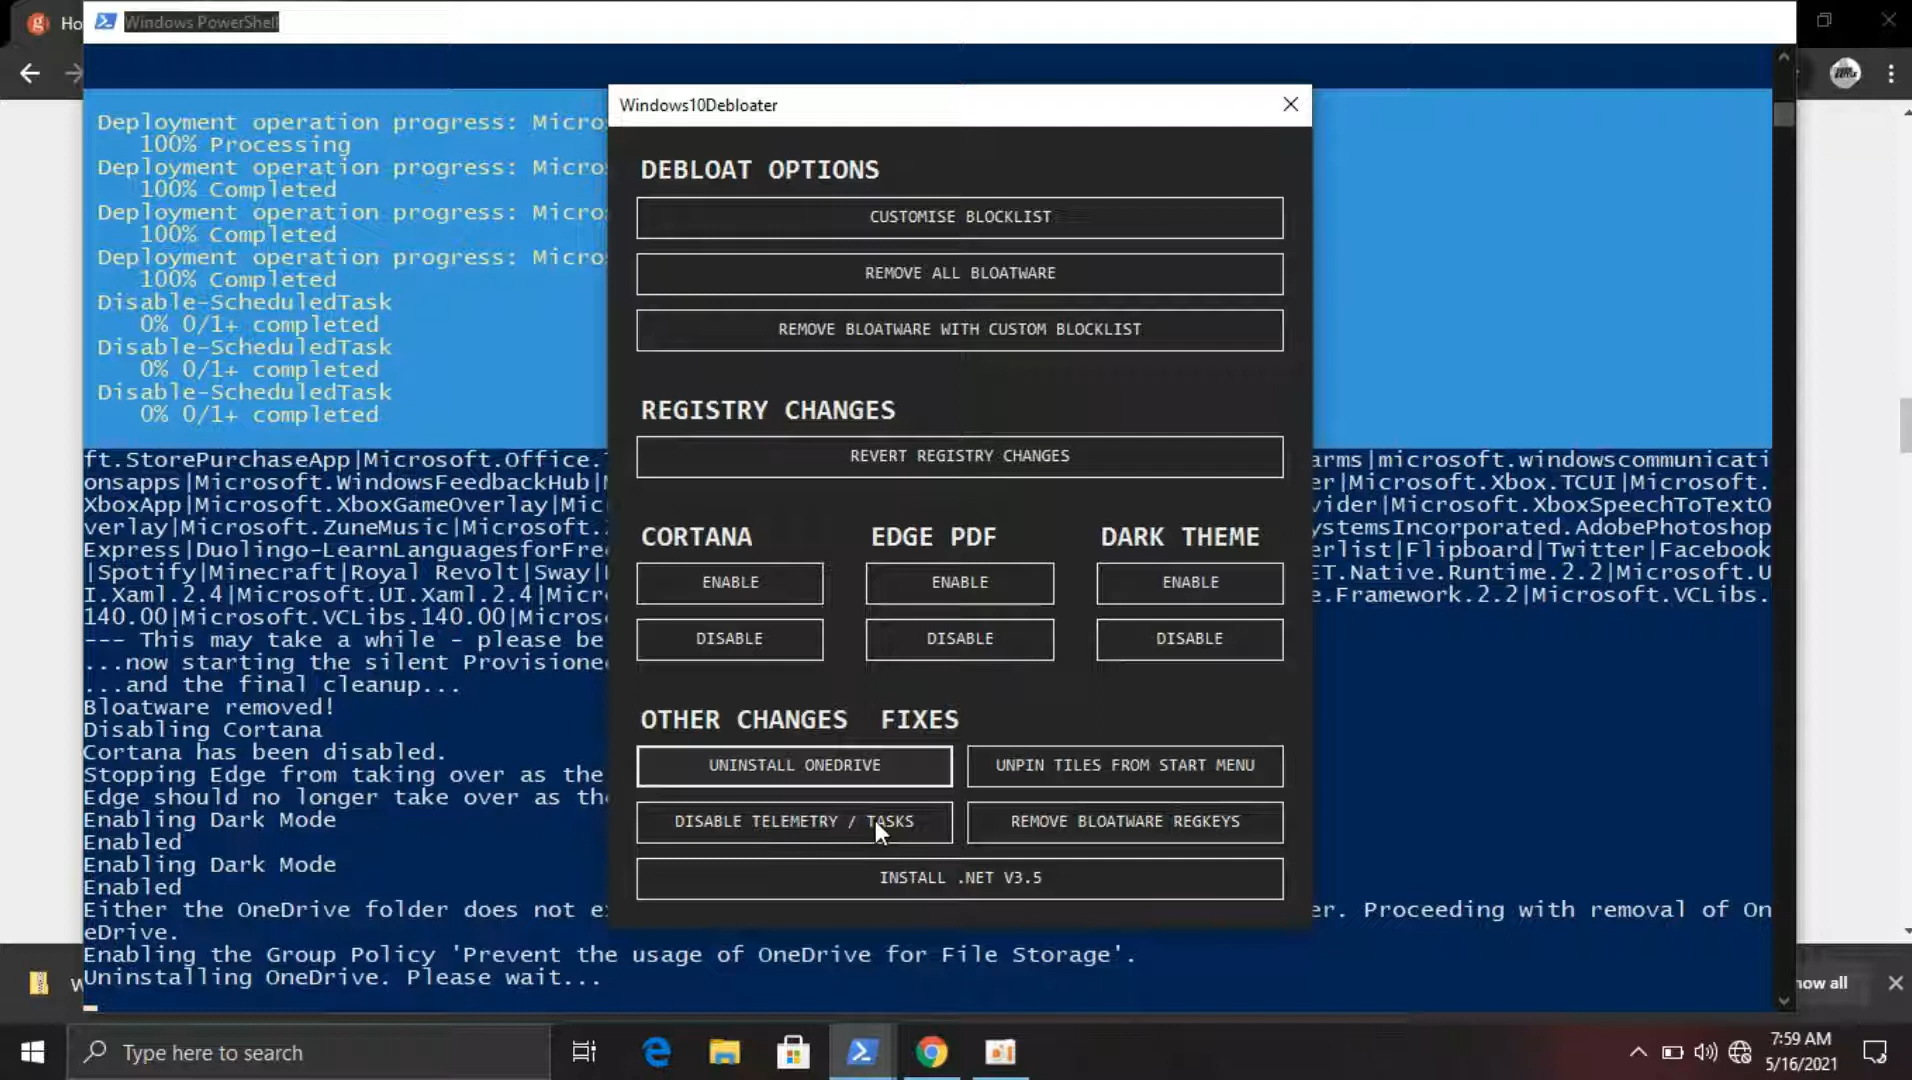 Ho
Windows PowerShell
Deployment operation progress: Micro
100% Processing
Deployment operation progress: Micro
100% Completed
Deployment operation progress: Micro
100% Completed
Deployment operation progress: Micro
100% Completed
Disable-ScheduledTask
0% 0/1+ completed
Disable-ScheduledTask
0% 0/1+ completed
Disable-ScheduledTask
0% 0/1+ completed
ft.StorePurchaseApp|Microsoft.Office. arms|microsoft.windowscommunicati
onsapps|Microsoft.WindowsFeedbackHub| er|Microsoft.Xbox.TCUI|Microsoft.
XboxApp|Microsoft.XboxGameOverlay|Mic vider|Microsoft.XboxSpeechToTextO
verlay|Microsoft.ZuneMusic|Microsoft. ystemsIncorporated.AdobePhotoshop
Express|Duolingo-LearnLanguagesforFre erlist|Flipboard|Twitter|Facebook
|Spotify|Minecraft|Royal Revolt|Sway| ET.Native.Runtime.2.2|Microsoft.U
I.Xaml.2.4|Microsoft.UI.Xaml.2.4|Micr e.Framework.2.2|Microsoft.VCLibs.
140.00|Microsoft.VCLibs.140.00|Micros
--- This may take a while - please be
...now starting the silent Provisione
...and the final cleanup...
Bloatware removed!
Disabling Cortana
Cortana has been disabled.
Stopping Edge from taking over as the
Edge should no longer take over as the
Enabling Dark Mode
Enabled
Enabling Dark Mode
Enabled
Either the OneDrive folder does not e er. Proceeding with removal of On
eDrive.
Enabling the Group Policy 'Prevent the usage of OneDrive for File Storage'.
Uninstalling OneDrive. Please wait...
Windows10Debloater
DEBLOAT OPTIONS
CUSTOMISE BLOCKLIST
REMOVE ALL BLOATWARE
REMOVE BLOATWARE WITH CUSTOM BLOCKLIST
REGISTRY CHANGES
REVERT REGISTRY CHANGES
CORTANA EDGE PDF DARK THEME
ENABLE ENABLE ENABLE
DISABLE DISABLE DISABLE
OTHER CHANGES FIXES
UNINSTALL ONEDRIVE UNPIN TILES FROM START MENU
DISABLE TELEMETRY / TASKS REMOVE BLOATWARE REGKEYS
INSTALL .NET V3.5
W
how all
Type here to search
7:59 AM
5/16/2021